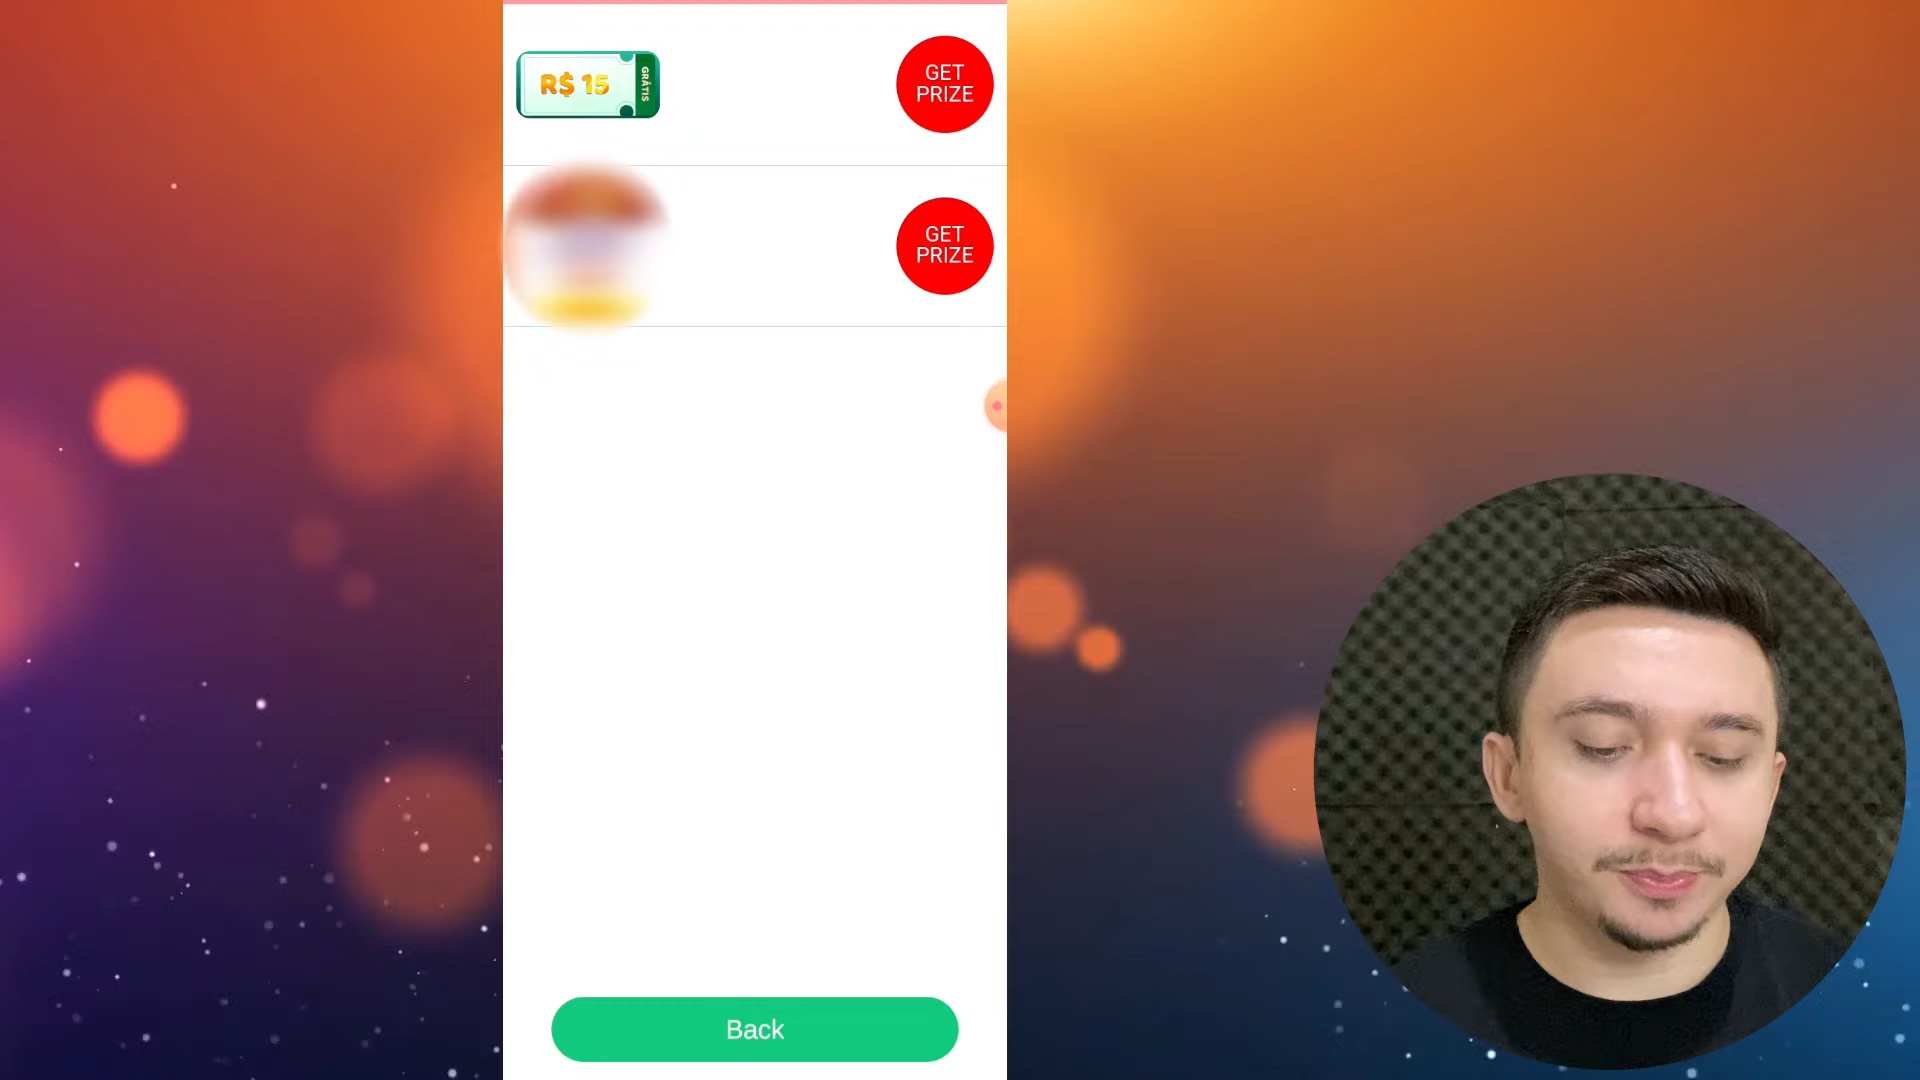 R$ 15
GRÁTIS
GET
PRIZE
GET
PRIZE
Back